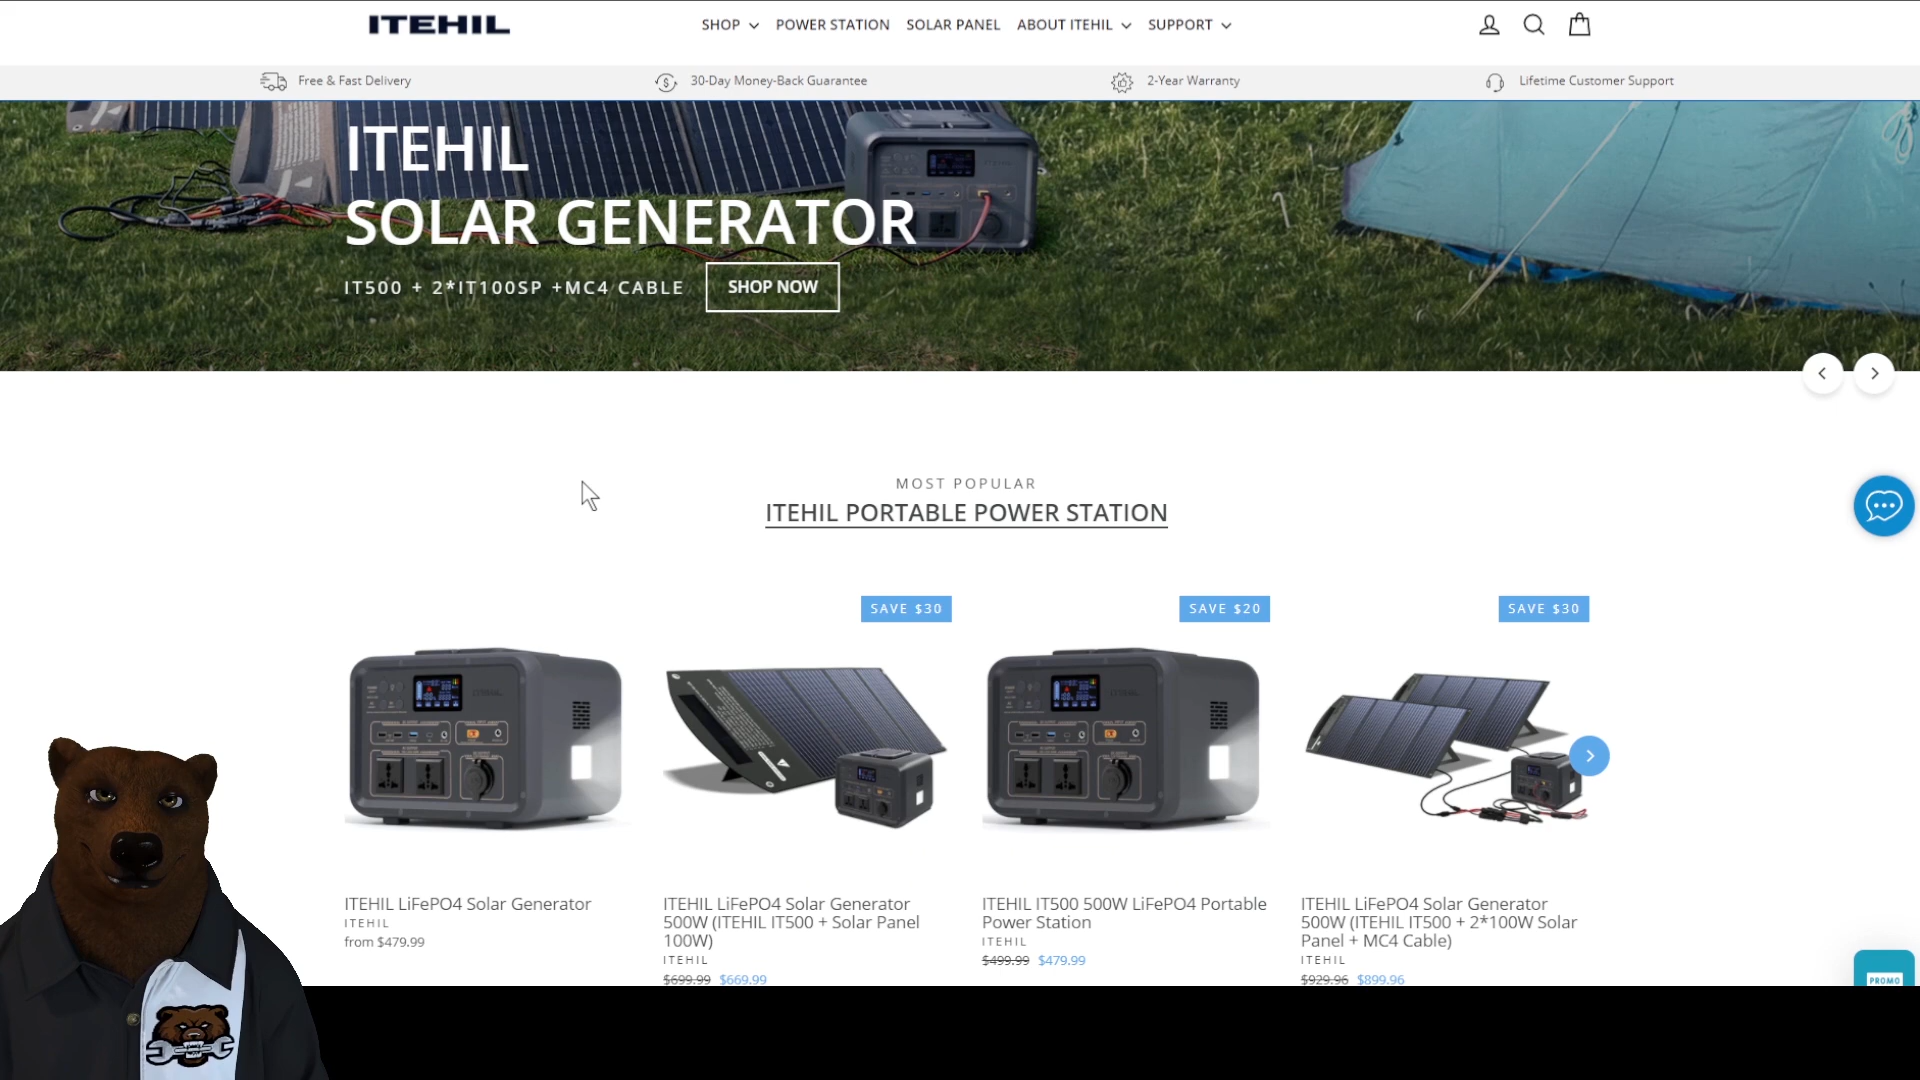 ITEHIL
SHOP
POWER STATION
SOLAR PANEL
ABOUT ITEHIL
SUPPORT
Free & Fast Delivery
30-Day Money-Back Guarantee
2-Year Warranty
Lifetime Customer Support
ITEHIL
SOLAR GENERATOR
IT500 + 2*IT100SP +MC4 CABLE
SHOP NOW
MOST POPULAR
ITEHIL PORTABLE POWER STATION
SAVE $30
SAVE $20
SAVE $30
ITEHIL LiFePO4 Solar Generator
ITEHIL
from $479.99
ITEHIL LiFePO4 Solar Generator
500W (ITEHIL IT500 + Solar Panel
100W)
ITEHIL
$699.99 $669.99
ITEHIL IT500 500W LiFePO4 Portable
Power Station
ITEHIL
$499.99 $479.99
ITEHIL LiFePO4 Solar Generator
500W (ITEHIL IT500 + 2*100W Solar
Panel + MC4 Cable)
ITEHIL
$929.96 $899.96
PROMO